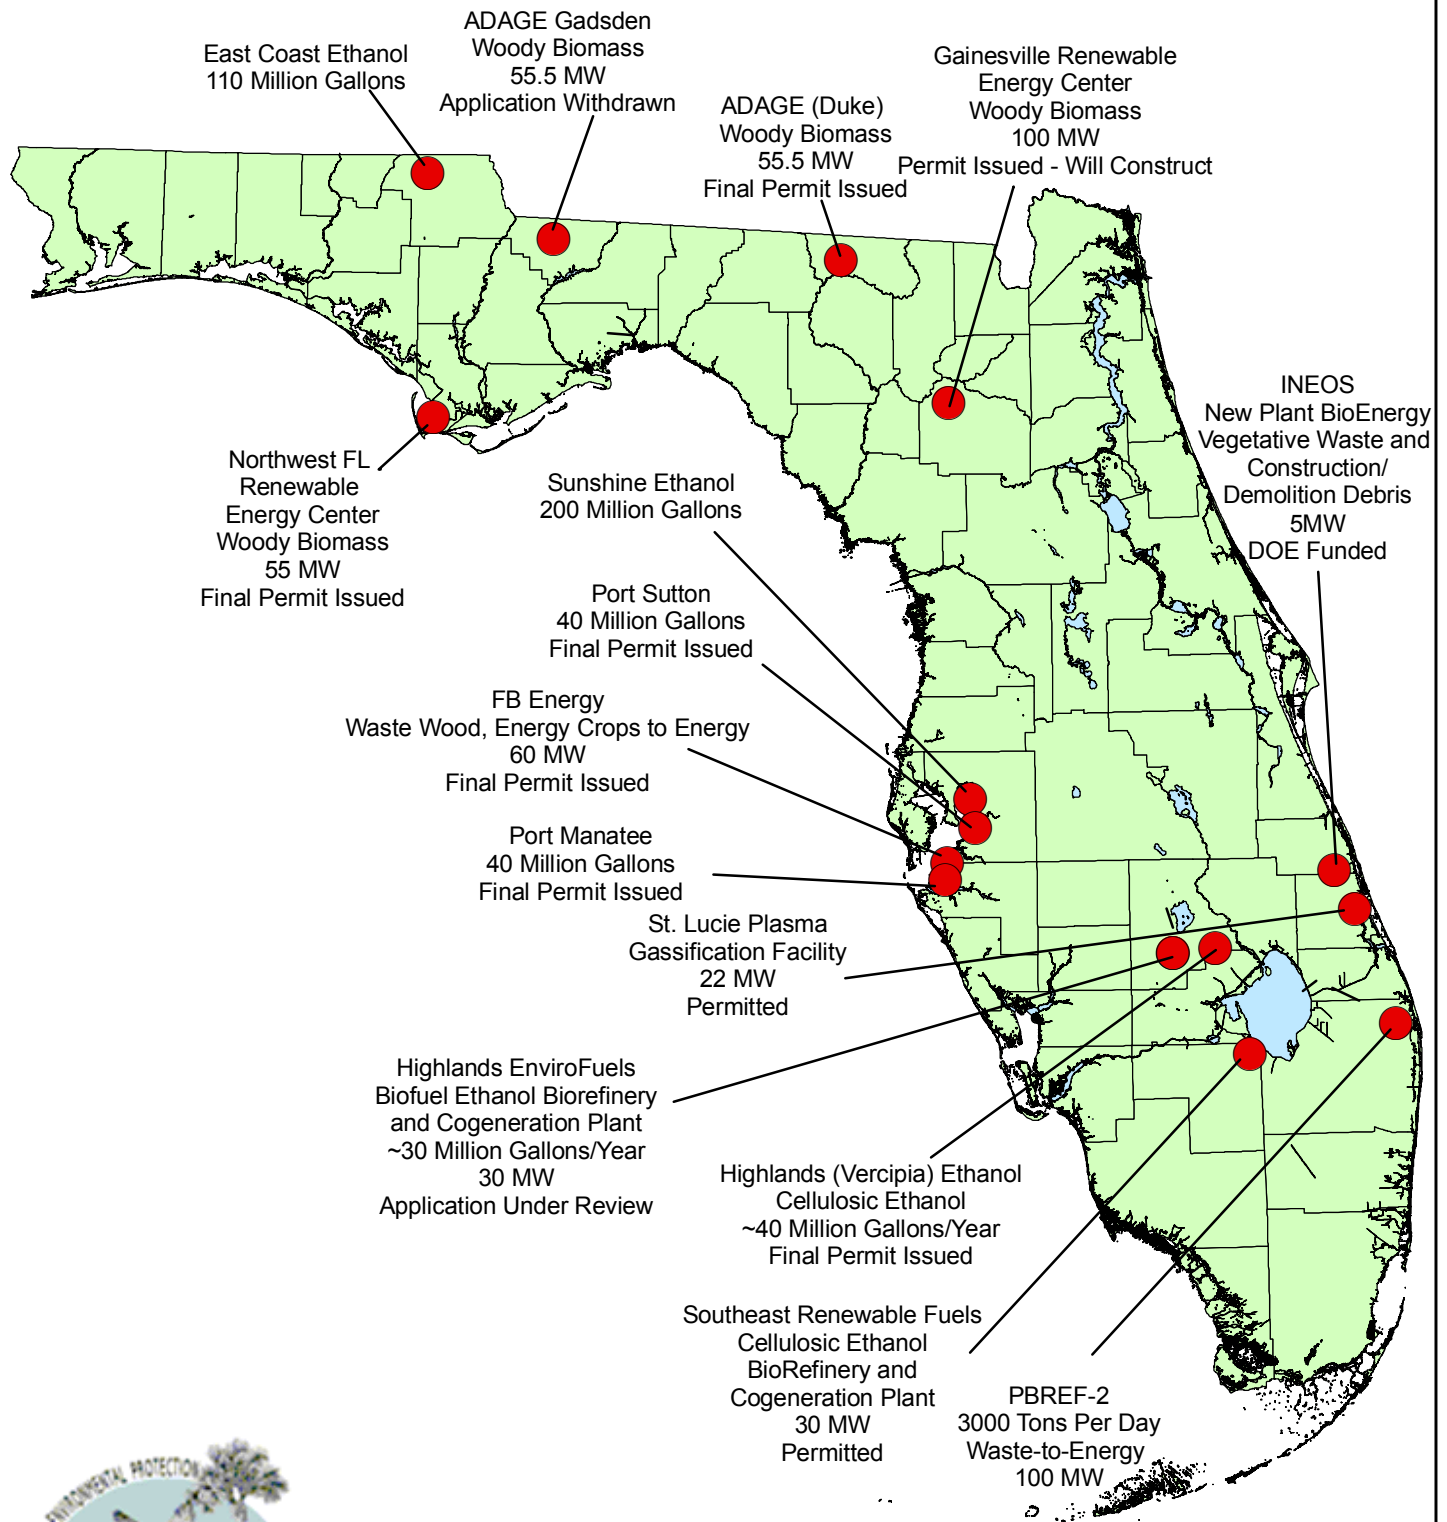 East Coast Ethanol
110 Million Gallons
ADAGE Gadsden
Woody Biomass
55.5 MW
Application Withdrawn
ADAGE (Duke)
Woody Biomass
55.5 MW
Final Permit Issued
Gainesville Renewable
Energy Center
Woody Biomass
100 MW
Permit Issued - Will Construct
INEOS
New Plant BioEnergy
Vegetative Waste and
Construction/
Demolition Debris
5MW
DOE Funded
Northwest FL
Renewable
Energy Center
Woody Biomass
55 MW
Final Permit Issued
Sunshine Ethanol
200 Million Gallons
Port Sutton
40 Million Gallons
Final Permit Issued
FB Energy
Waste Wood, Energy Crops to Energy
60 MW
Final Permit Issued
Port Manatee
40 Million Gallons
Final Permit Issued
St. Lucie Plasma
Gassification Facility
22 MW
Permitted
Highlands EnviroFuels
Biofuel Ethanol Biorefinery
and Cogeneration Plant
~30 Million Gallons/Year
30 MW
Application Under Review
Highlands (Vercipia) Ethanol
Cellulosic Ethanol
~40 Million Gallons/Year
Final Permit Issued
Southeast Renewable Fuels
Cellulosic Ethanol
BioRefinery and
Cogeneration Plant
30 MW
Permitted
PBREF-2
3000 Tons Per Day
Waste-to-Energy
100 MW
ENVIRONMENTAL PROTECTION